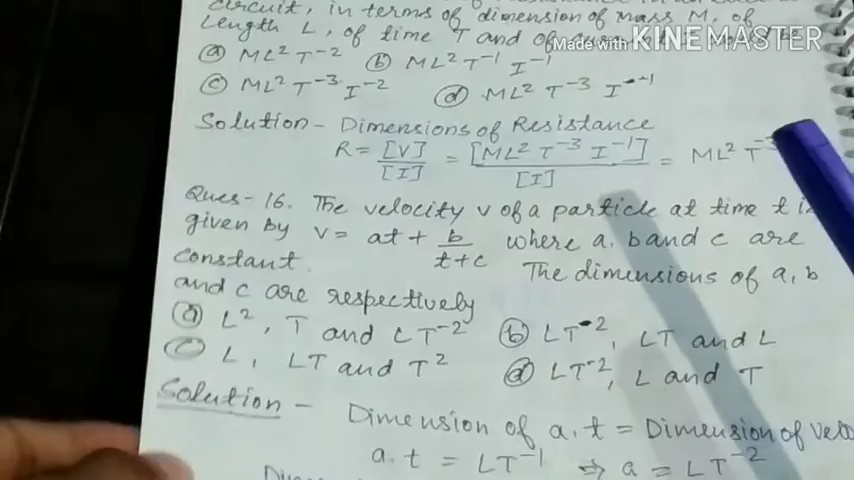 circuit, in terms of dimension of mass M, of
Length L, of time T and of
Made with KINEMASTER
(a) ML² T⁻² (b) ML² T⁻¹ I⁻¹
(c) ML² T⁻³ I⁻² (d) ML² T⁻³ I⁻¹
Solution - Dimensions of Resistance
R = [V]/[I] = [ML² T⁻³ I⁻¹]/[I] = ML² T⁻³
Ques- 16. The velocity v of a particle at time t is
given by v = at + b/t+c where a, b and c are
constant. The dimensions of a, b
and c are respectively
(a) L², T and LT⁻² (b) LT⁻², LT and L
(c) L, LT and T² (d) LT⁻², L and T
Solution - Dimension of a.t = Dimension of velo
a.t = LT⁻¹ ⇒ a = LT⁻²